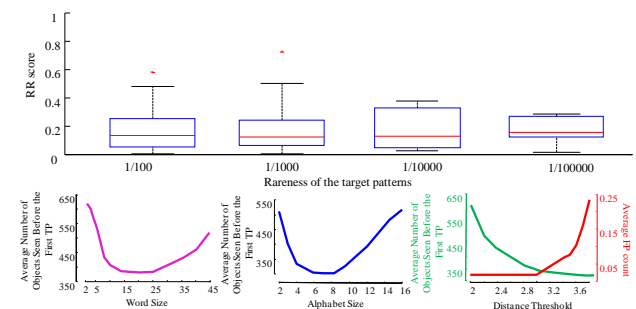 1
0.8
0.6
0.4
0.2
0
RR score
1/100 1/1000 1/10000 1/100000
Rareness of the target patterns
Average Number of
Objects Seen Before the
First TP
650
550
450
350
2 5 15 25 35 45
Word Size
Average Number of
Objects Seen Before the
First TP
550
450
350
2 4 6 8 10 12 14 16
Alphabet Size
Average Number of
Objects Seen Before the
First TP
650
550
450
350
2 2.4 2.8 3.2 3.6
Distance Threshold
0.25
0.15
0.05
Average FP count